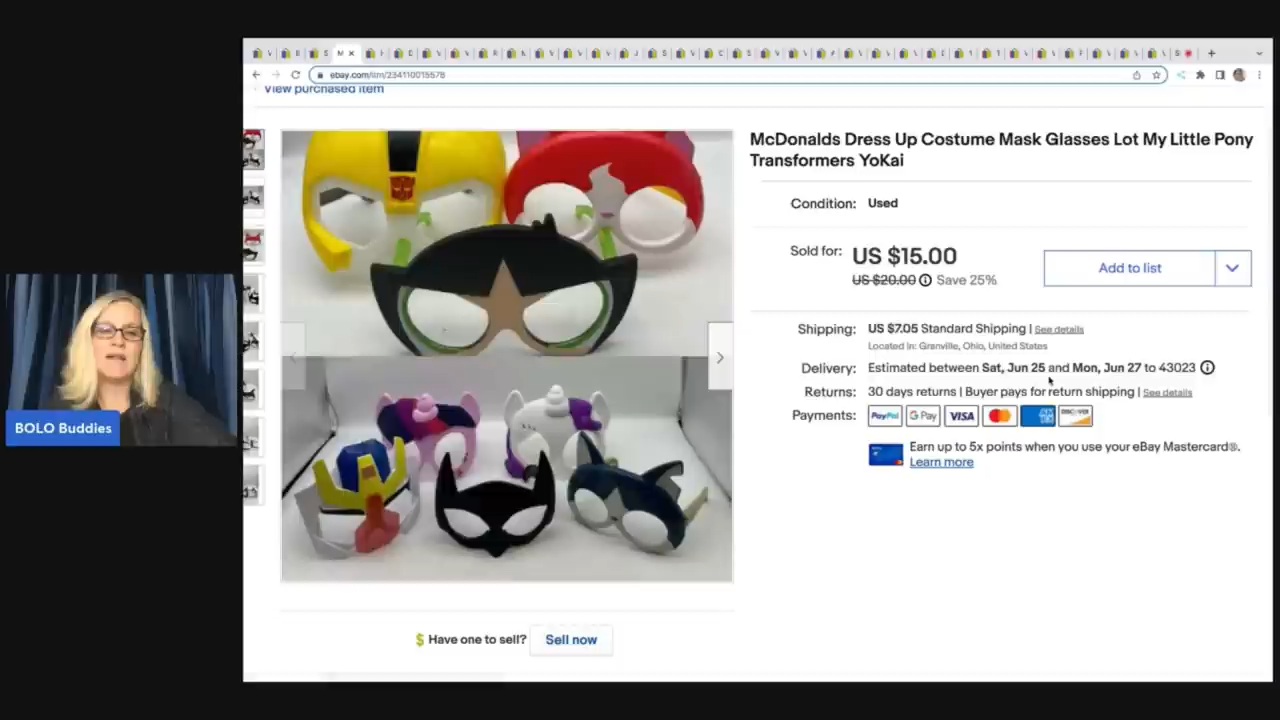 ebay.com/itm/234110015578
View purchased item
McDonalds Dress Up Costume Mask Glasses Lot My Little Pony
Transformers YoKai
Condition: Used
Sold for: US $15.00
US $20.00 Save 25%
Add to list
Shipping: US $7.05 Standard Shipping | See details
Located in: Granville, Ohio, United States
Delivery: Estimated between Sat, Jun 25 and Mon, Jun 27 to 43023
Returns: 30 days returns | Buyer pays for return shipping | See details
Payments: PayPal G Pay VISA DISCOVER
Earn up to 5x points when you use your eBay Mastercard®.
Learn more
BOLO Buddies
$ Have one to sell? Sell now